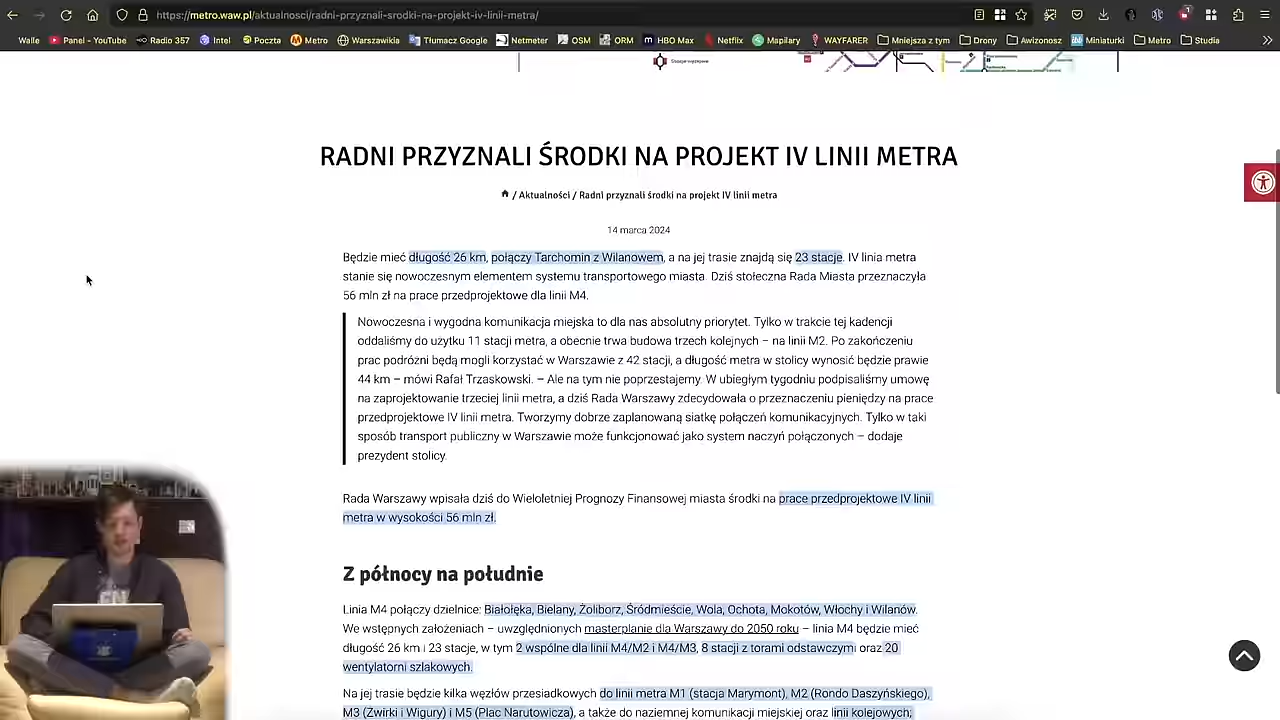 https://metro.waw.pl/aktualnosci/radni-przyznali-srodki-na-projekt-iv-linii-metra/
Walle Panel - YouTube Radio 357 Intel Poczta Metro Warszawikia Tłumacz Google Netmeter OSM ORM HBO Max Netflix Mapilary WAYFARER Mniejsza z tym Drony Awizonosz Miniaturki Metro Studia
RADNI PRZYZNALI ŚRODKI NA PROJEKT IV LINII METRA
/ Aktualności / Radni przyznali środki na projekt IV linii metra
14 marca 2024
Będzie mieć długość 26 km, połączy Tarchomin z Wilanowem, a na jej trasie znajdą się 23 stacje. IV linia metra
stanie się nowoczesnym elementem systemu transportowego miasta. Dziś stołeczna Rada Miasta przeznaczyła
56 mln zł na prace przedprojektowe dla linii M4.
Nowoczesna i wygodna komunikacja miejska to dla nas absolutny priorytet. Tylko w trakcie tej kadencji
oddaliśmy do użytku 11 stacji metra, a obecnie trwa budowa trzech kolejnych – na linii M2. Po zakończeniu
prac podróżni będą mogli korzystać w Warszawie z 42 stacji, a długość metra w stolicy wynosić będzie prawie
44 km – mówi Rafał Trzaskowski. – Ale na tym nie poprzestajemy. W ubiegłym tygodniu podpisaliśmy umowę
na zaprojektowanie trzeciej linii metra, a dziś Rada Warszawy zdecydowała o przeznaczeniu pieniędzy na prace
przedprojektowe IV linii metra. Tworzymy dobrze zaplanowaną siatkę połączeń komunikacyjnych. Tylko w taki
sposób transport publiczny w Warszawie może funkcjonować jako system naczyń połączonych – dodaje
prezydent stolicy.
Rada Warszawy wpisała dziś do Wieloletniej Prognozy Finansowej miasta środki na prace przedprojektowe IV linii
metra w wysokości 56 mln zł.
Z północy na południe
Linia M4 połączy dzielnice: Białołęka, Bielany, Żoliborz, Śródmieście, Wola, Ochota, Mokotów, Włochy i Wilanów.
We wstępnych założeniach – uwzględnionych masterplanie dla Warszawy do 2050 roku – linia M4 będzie mieć
długość 26 km i 23 stacje, w tym 2 wspólne dla linii M4/M2 i M4/M3, 8 stacji z torami odstawczymi oraz 20
wentylatorni szlakowych.
Na jej trasie będzie kilka węzłów przesiadkowych do linii metra M1 (stacja Marymont), M2 (Rondo Daszyńskiego),
M3 (Żwirki i Wigury) i M5 (Plac Narutowicza), a także do naziemnej komunikacji miejskiej oraz linii kolejowych;